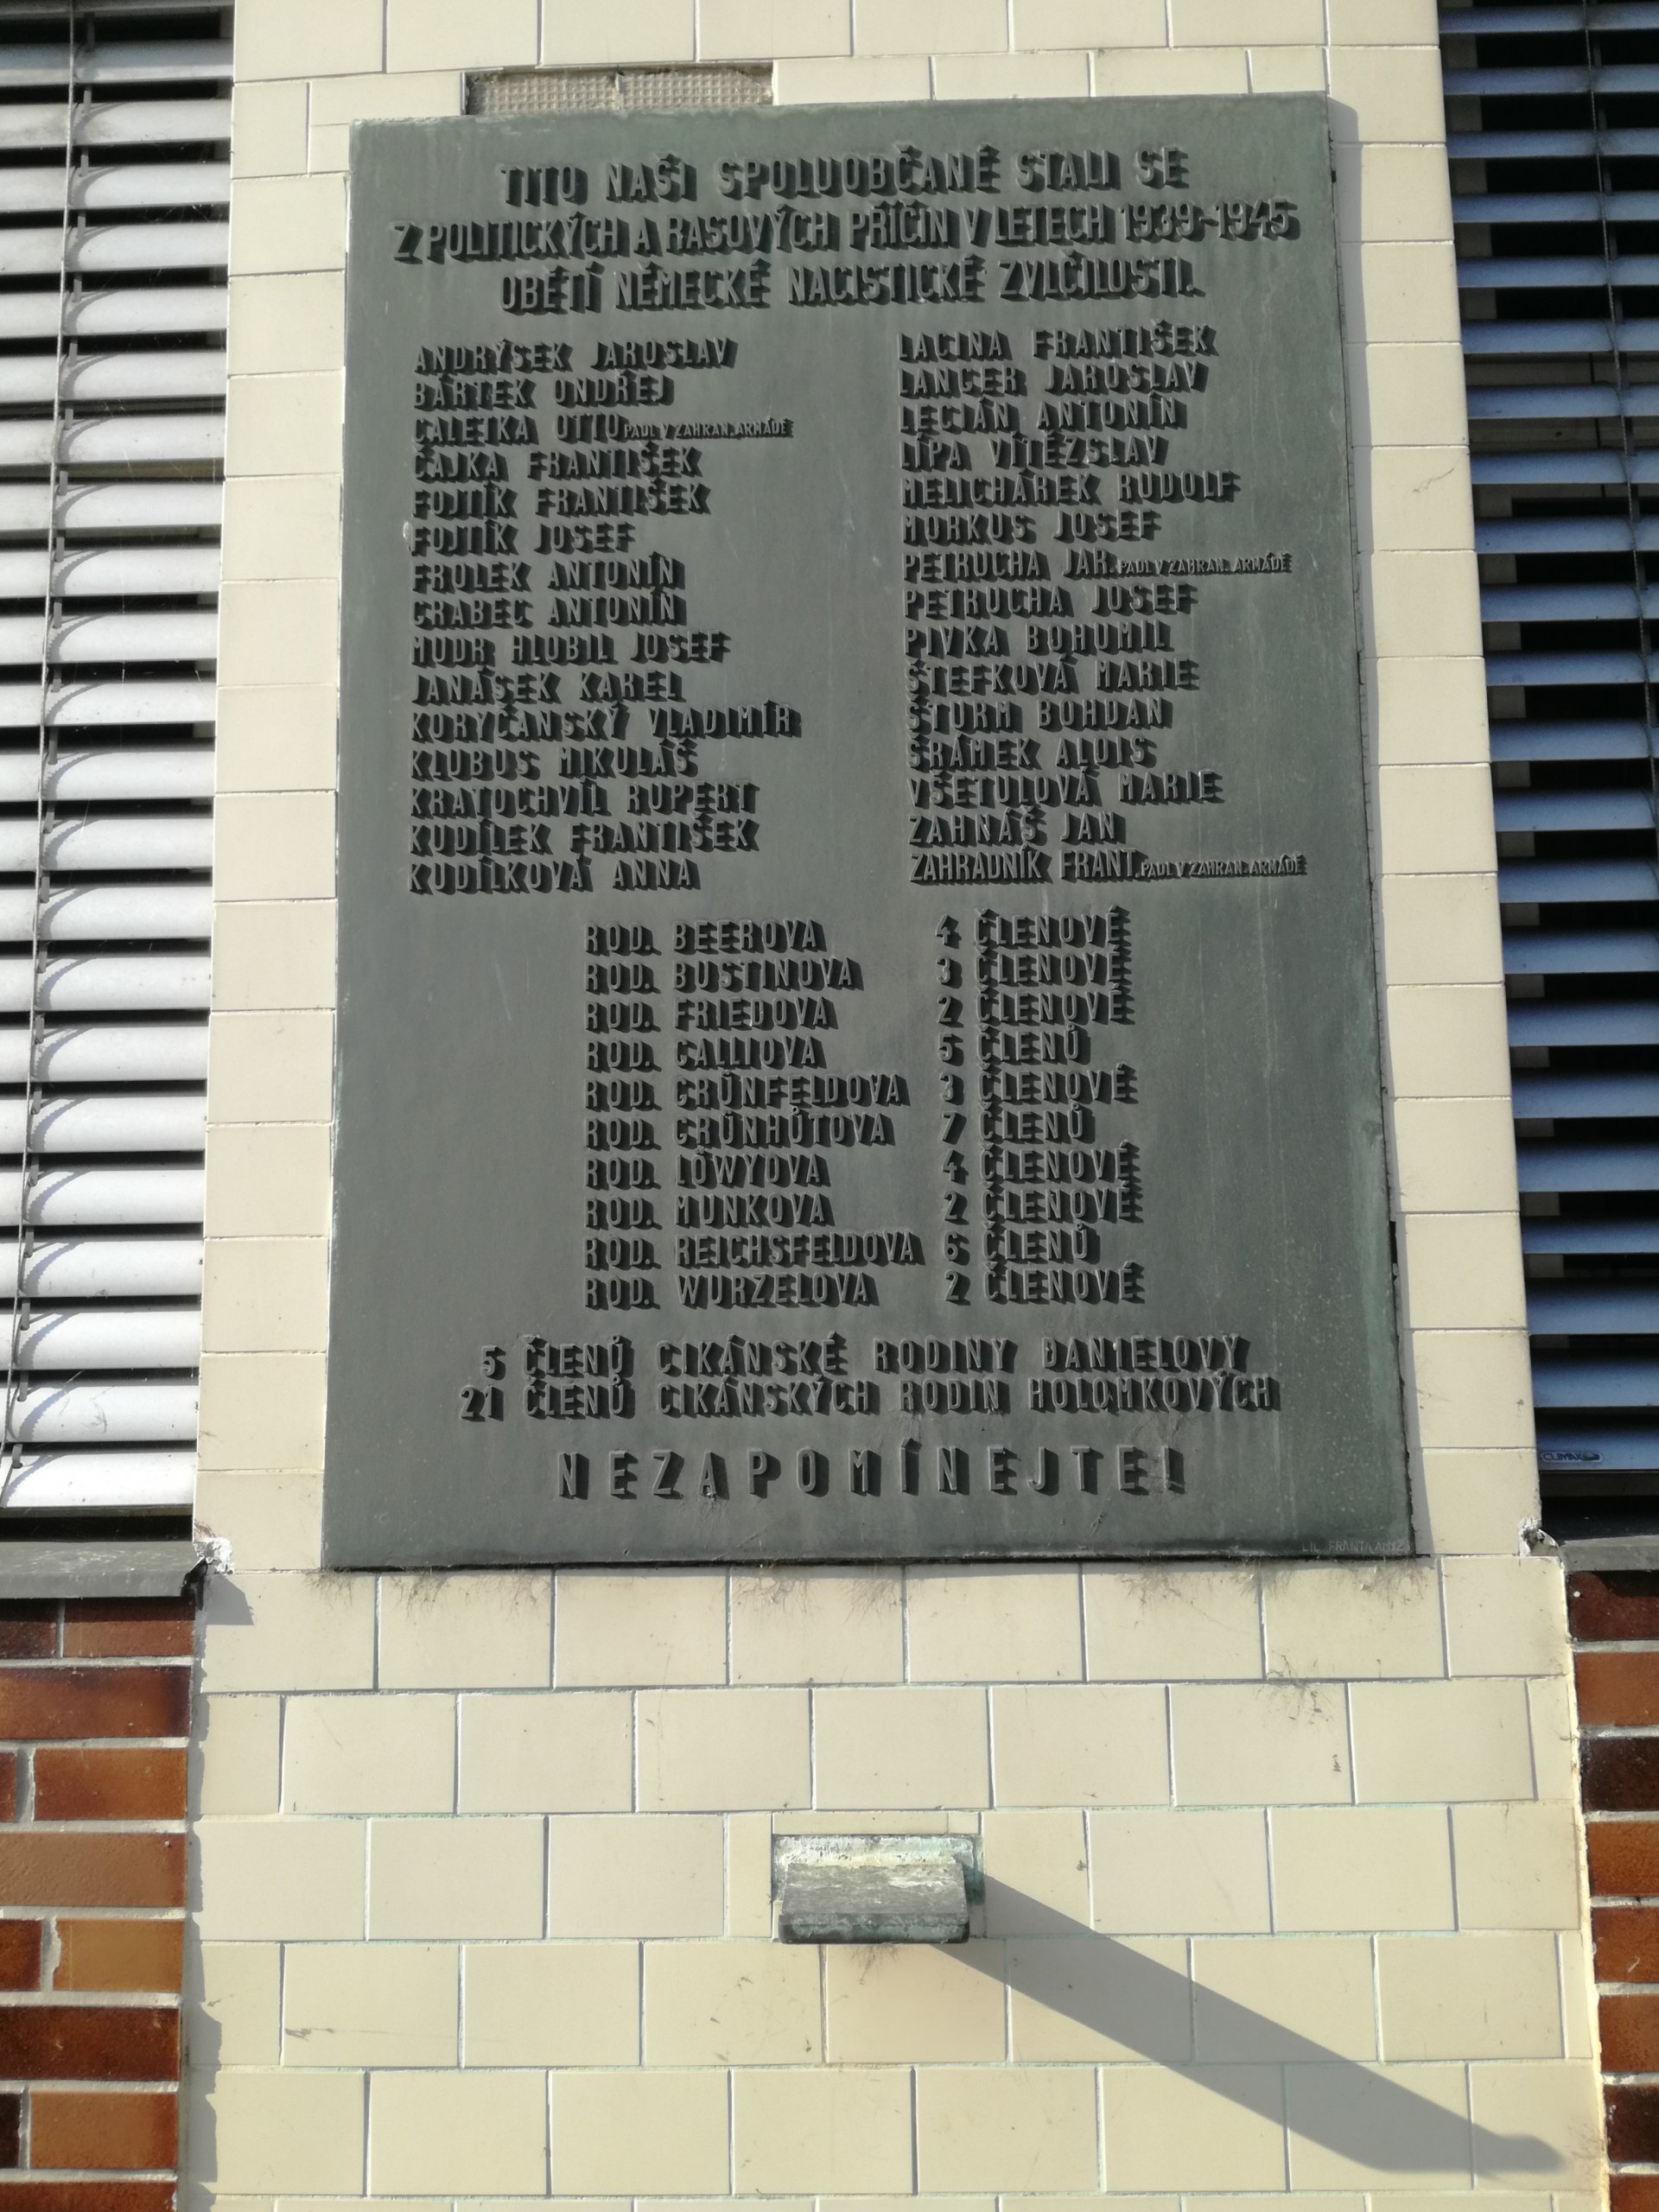 TITO NAŠI SPOLUOBČANÉ STALI SE
Z POLITICKÝCH A RASOVÝCH PŘÍČIN V LETECH 1939-1945
OBĚTÍ NĚMECKÉ NACISTICKÉ ZVLČILOSTI.
ANDRÝSEK JAROSLAV
BÁRTEK ONDŘEJ
CALETKA OTTO PADL V ZAHRAN. ARMÁDĚ
ČAJKA FRANTIŠEK
FOJTÍK FRANTIŠEK
FOJTÍK JOSEF
FROLEK ANTONÍN
GRABEC ANTONÍN
MUDR HLOBIL JOSEF
JANÁSEK KAREL
KORYČANSKÝ VLADIMÍR
KLUBUS MIKULÁŠ
KRATOCHVÍL RUPERT
KUDÍLEK FRANTIŠEK
KUDÍLKOVÁ ANNA
LACINA FRANTIŠEK
LANGER JAROSLAV
LECIÁN ANTONÍN
LÍPA VÍTĚZSLAV
MELICHÁREK RUDOLF
MORKUS JOSEF
PETRUCHA JAR. PADL V ZAHRAN. ARMÁDĚ
PETRUCHA JOSEF
PIVKA BOHUMIL
ŠTEFKOVÁ MARIE
ŠTURM BOHDAN
ŠRÁMEK ALOIS
VŠETULOVÁ MARIE
ZAHNÁŠ JAN
ZAHRADNÍK FRANT. PADL V ZAHRAN. ARMÁDĚ
ROD. BEEROVA 4 ČLENOVÉ
ROD. BUSTINOVA 3 ČLENOVÉ
ROD. FRIEDOVA 2 ČLENOVÉ
ROD. GALLIOVA 5 ČLENŮ
ROD. GRÜNFELDOVA 3 ČLENOVÉ
ROD. GRÜNHŮTOVA 7 ČLENŮ
ROD. LÖWYOVA 4 ČLENOVÉ
ROD. MUNKOVA 2 ČLENOVÉ
ROD. REICHSFELDOVA 6 ČLENŮ
ROD. WURZELOVA 2 ČLENOVÉ
5 ČLENŮ CIKÁNSKÉ RODINY DANIELOVY
21 ČLENŮ CIKÁNSKÝCH RODIN HOLOMKOVÝCH
NEZAPOMÍNEJTE!
LIL FRANTA ANÝŽ
CLIMAX